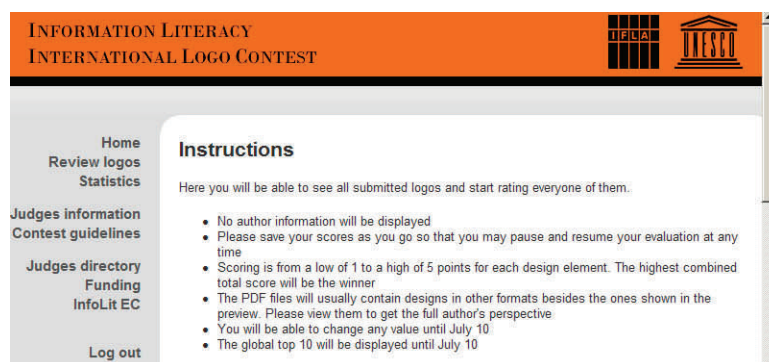 INFORMATION LITERACY
INTERNATIONAL LOGO CONTEST
IFLA
UNESCO
Home
Review logos
Statistics
Judges information
Contest guidelines
Judges directory
Funding
InfoLit EC
Log out
Instructions
Here you will be able to see all submitted logos and start rating everyone of them.
• No author information will be displayed
• Please save your scores as you go so that you may pause and resume your evaluation at any
time
• Scoring is from a low of 1 to a high of 5 points for each design element. The highest combined
total score will be the winner
• The PDF files will usually contain designs in other formats besides the ones shown in the
preview. Please view them to get the full author's perspective
• You will be able to change any value until July 10
• The global top 10 will be displayed until July 10